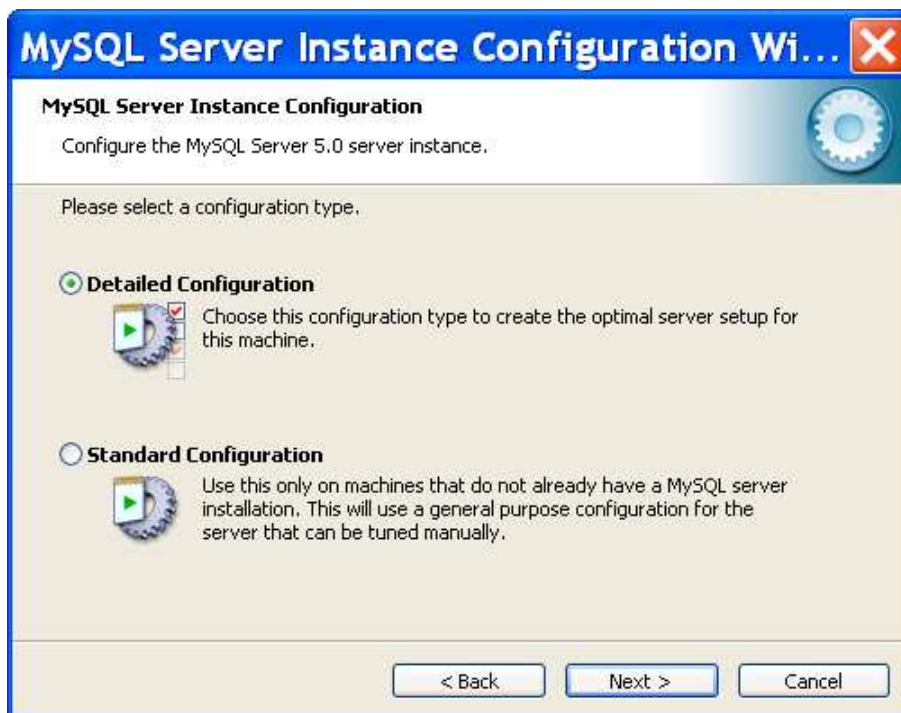 MySQL Server Instance Configuration Wi...
MySQL Server Instance Configuration
Configure the MySQL Server 5.0 server instance.
Please select a configuration type.
Detailed Configuration
Choose this configuration type to create the optimal server setup for
this machine.
Standard Configuration
Use this only on machines that do not already have a MySQL server
installation. This will use a general purpose configuration for the
server that can be tuned manually.
< Back
Next >
Cancel